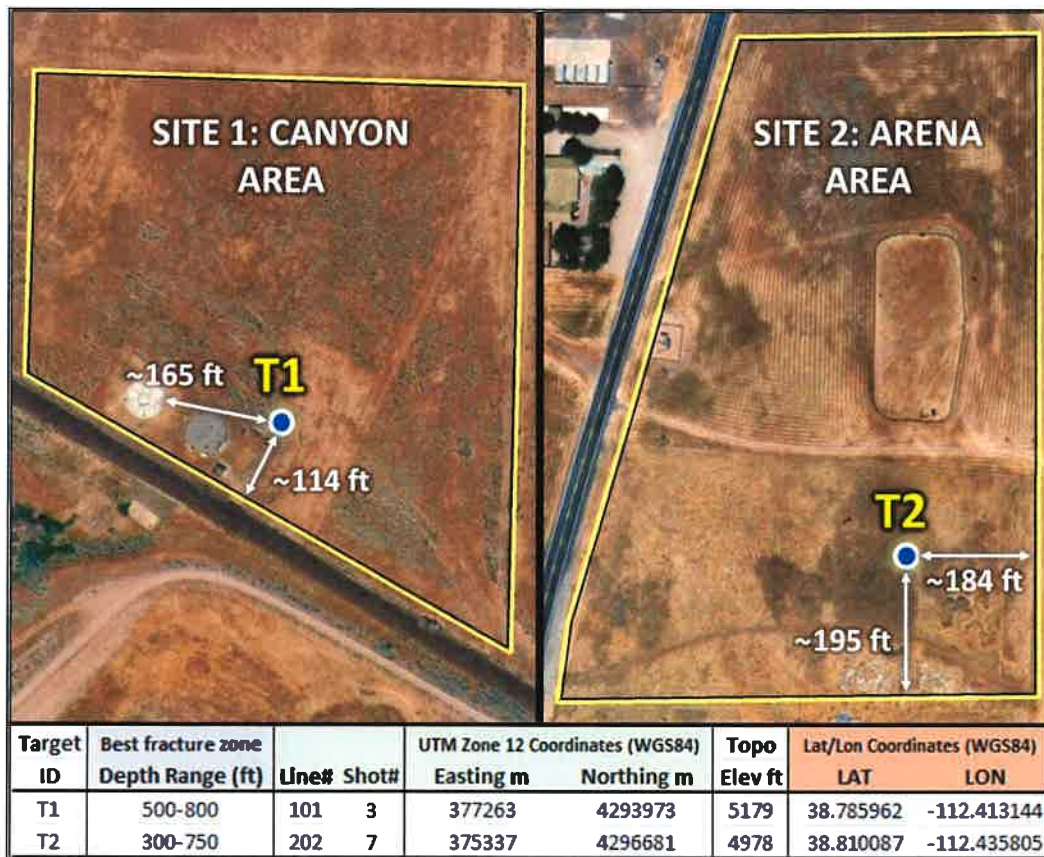 SITE 1: CANYON
AREA
~165 ft
T1
~114 ft
SITE 2: ARENA
AREA
T2
~184 ft
~195 ft
Target Best fracture zone UTM Zone 12 Coordinates (WGS84) Topo Lat/Lon Coordinates (WGS84)
ID Depth Range (ft) Line# Shot# Easting m Northing m Elev ft LAT LON
T1 500-800 101 3 377263 4293973 5179 38.785962 -112.413144
T2 300-750 202 7 375337 4296681 4978 38.810087 -112.435805